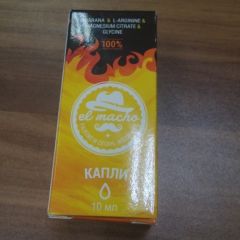 GUARANA & L-ARGININE &
MAGNESIUM CITRATE &
GLYCINE
100%
el macho
КАПЛИ
10 мл